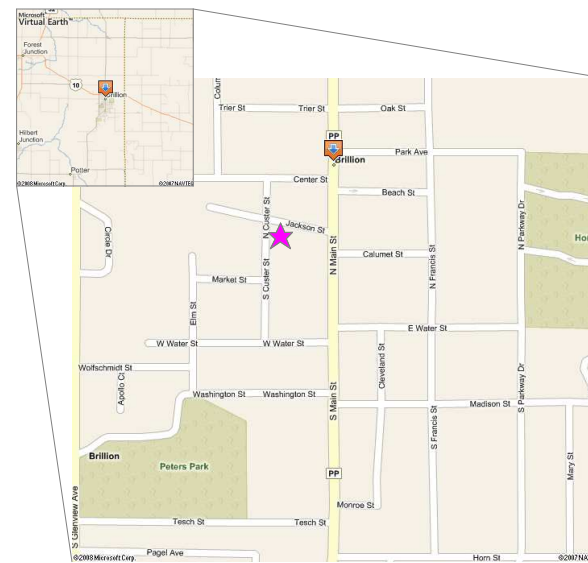 Microsoft
Virtual Earth™
Forest
Junction
10
Brillion
Hilbert
Junction
Potter
©2008 Microsoft Corp.
©2007 NAVTEQ
Trier St
Trier St
Oak St
PP
Park Ave
Brillion
Center St
Beach St
N Custer St
Jackson St
N Main St
Calumet St
N Francis St
N Parkway Dr
Circle Dr
S Custer St
Market St
Elm St
W Water St
W Water St
E Water St
Cleveland St
Wolfschmidt St
Apollo Ct
Washington St
Washington St
S Main St
Madison St
S Francis St
S Parkway Dr
Brillion
Peters Park
PP
Mary St
Monroe St
S Glenview Ave
Tesch St
Tesch St
Pagel Ave
Horn St
©2008 Microsoft Corp.
©2007 NA